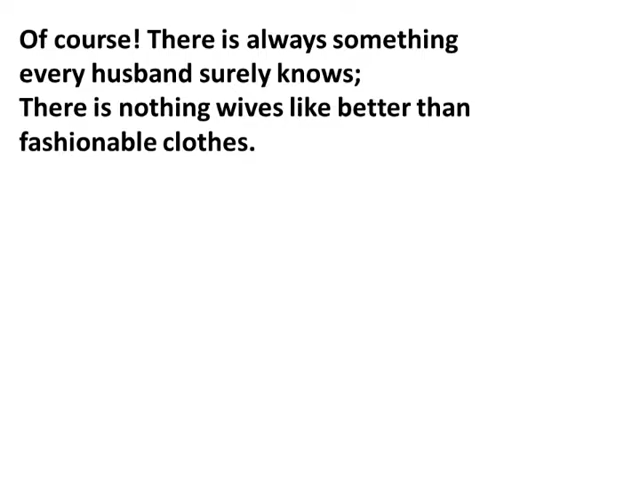 Of course! There is always something
every husband surely knows;
There is nothing wives like better than
fashionable clothes.